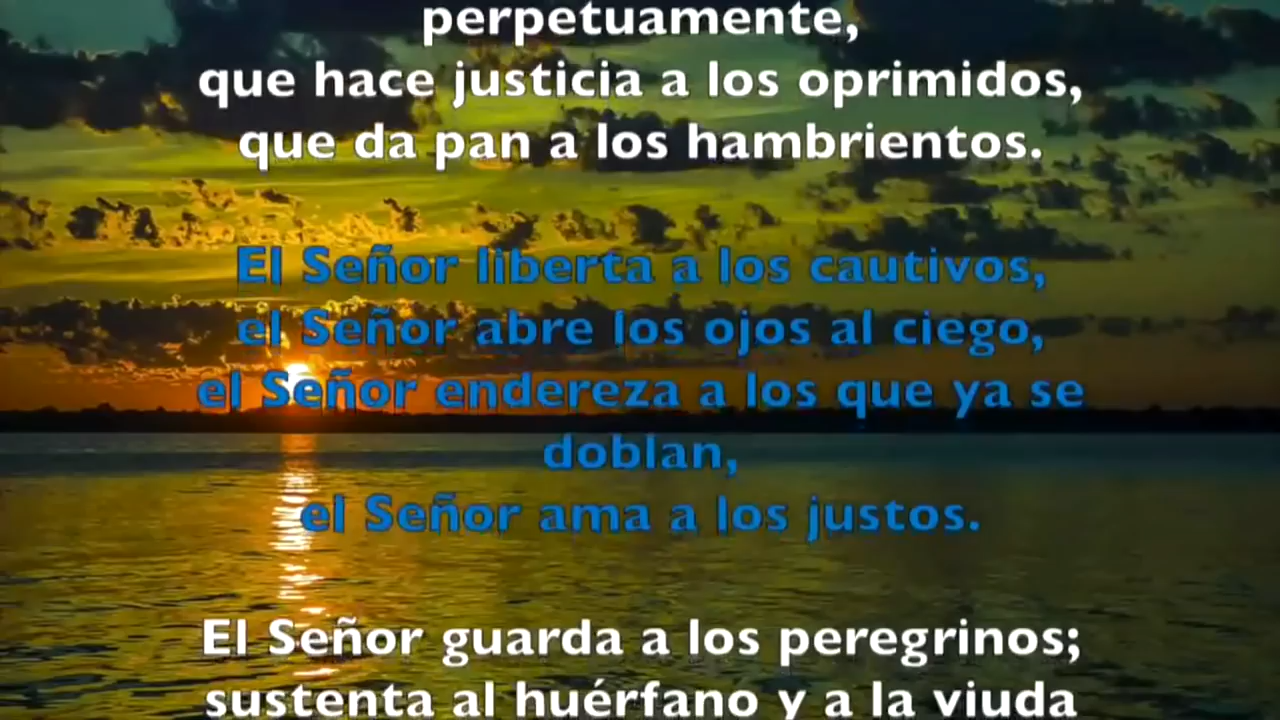 perpetuamente,
que hace justicia a los oprimidos,
que da pan a los hambrientos.
El Señor liberta a los cautivos,
el Señor abre los ojos al ciego,
el Señor endereza a los que ya se
doblan,
el Señor ama a los justos.
El Señor guarda a los peregrinos;
sustenta al huérfano y a la viuda